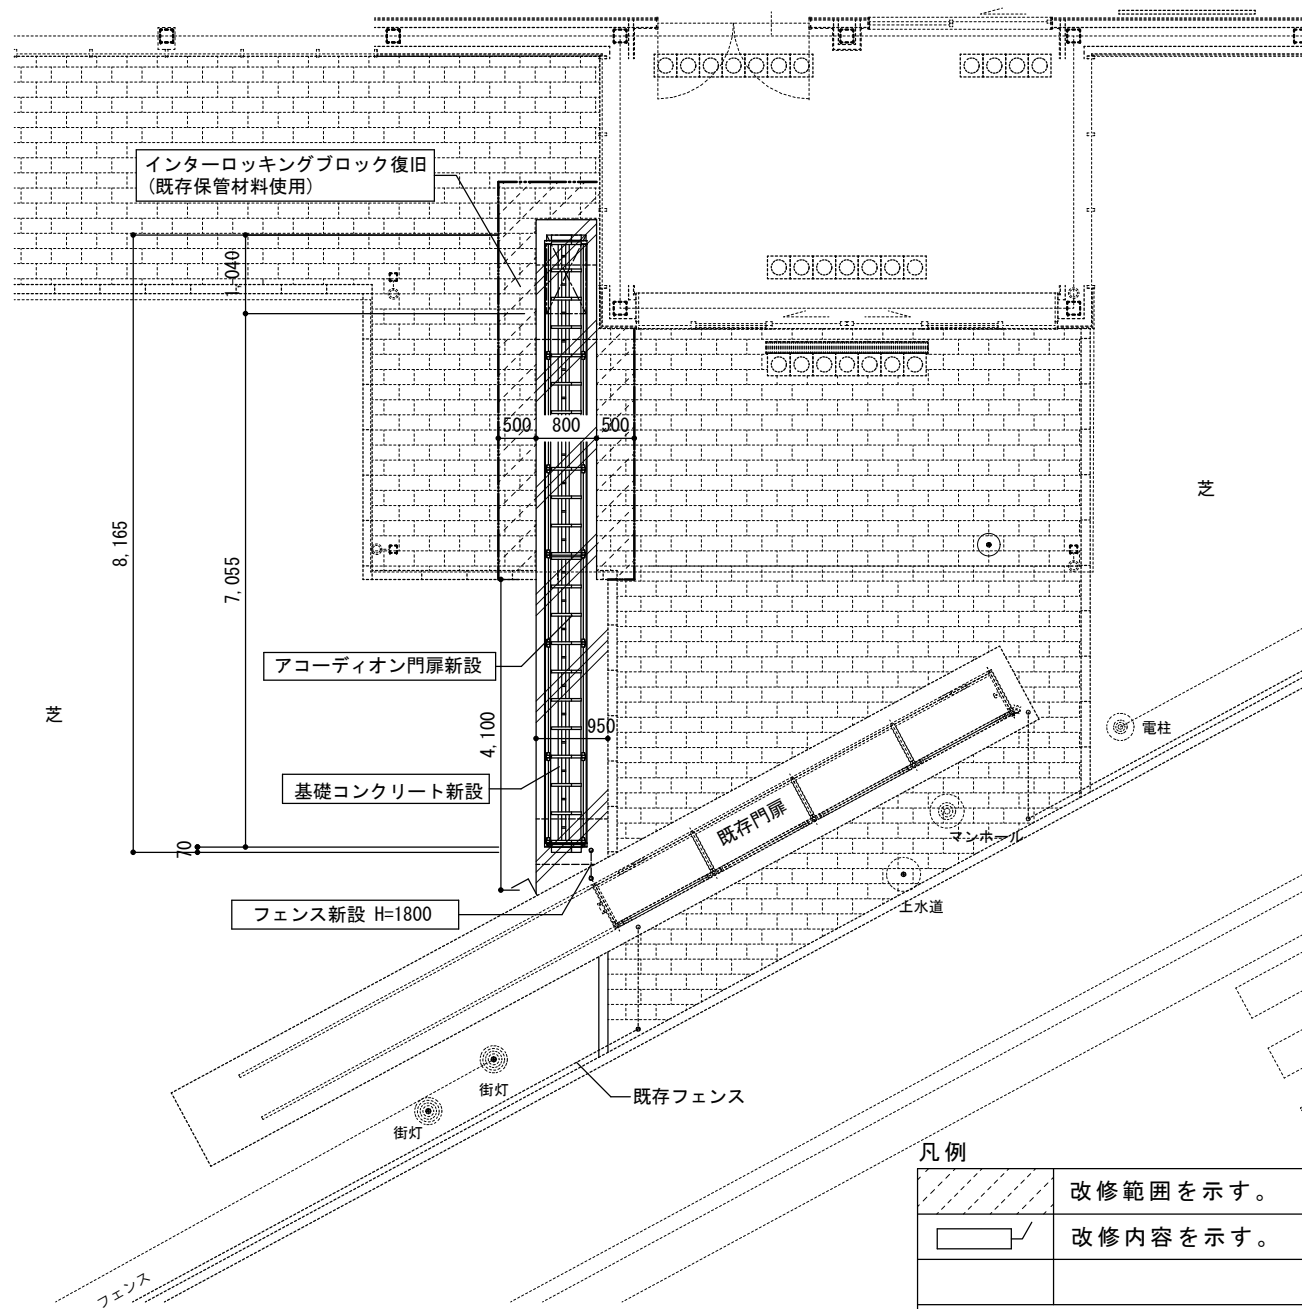 インターロッキングブロック復旧
(既存保管材料使用)
1,040
500
800
500
芝
8,165
7,055
アコーディオン門扉新設
芝
4,100
950
電柱
基礎コンクリート新設
既存門扉
マンホール
70
フェンス新設 H=1800
上水道
街灯
既存フェンス
街灯
凡例
改修範囲を示す。
改修内容を示す。
フェンス